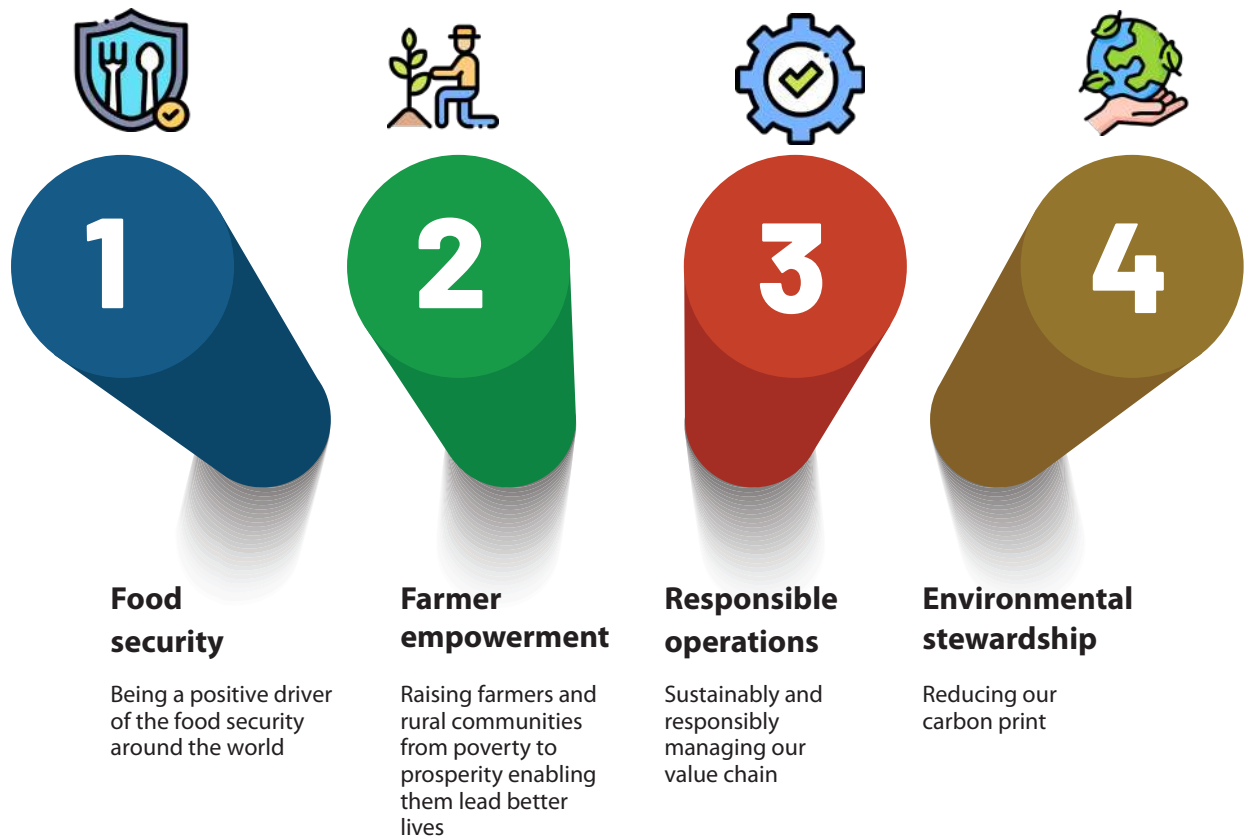 1
2
3
4
Food
security
Being a positive driver
of the food security
around the world
Farmer
empowerment
Raising farmers and
rural communities
from poverty to
prosperity enabling
them lead better
lives
Responsible
operations
Sustainably and
responsibly
managing our
value chain
Environmental
stewardship
Reducing our
carbon print